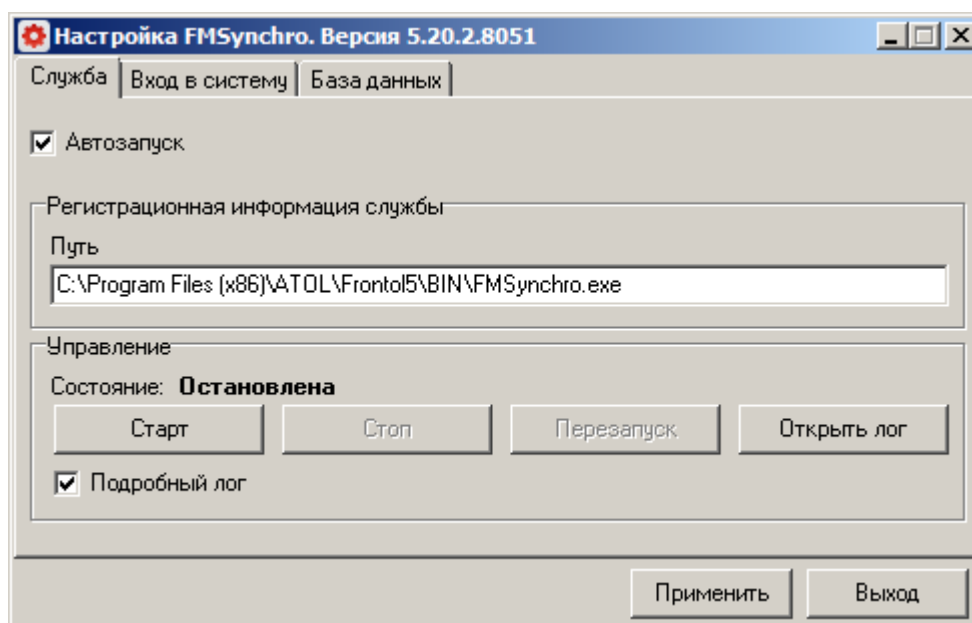 Настройка FMSynchro. Версия 5.20.2.8051
Служба Вход в систему База данных
Автозапуск
Регистрационная информация службы
Путь
C:\Program Files (x86)\ATOL\Frontol5\BIN\FMSynchro.exe
Управление
Состояние: Остановлена
Старт Стоп Перезапуск Открыть лог
Подробный лог
Применить Выход